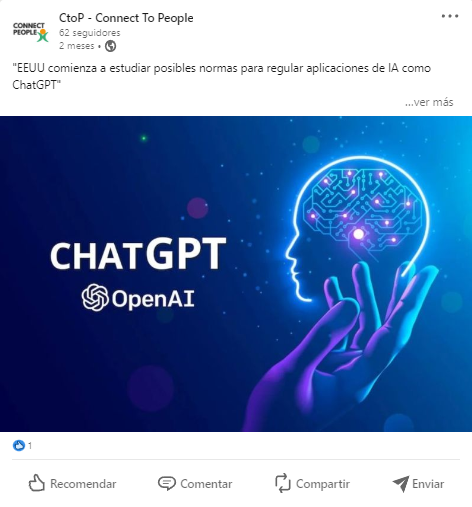 CONNECT
PEOPLE
CtoP - Connect To People
62 seguidores
2 meses •
"EEUU comienza a estudiar posibles normas para regular aplicaciones de IA como
ChatGPT"
...ver más
CHATGPT
OpenAI
1
Recomendar
Comentar
Compartir
Enviar